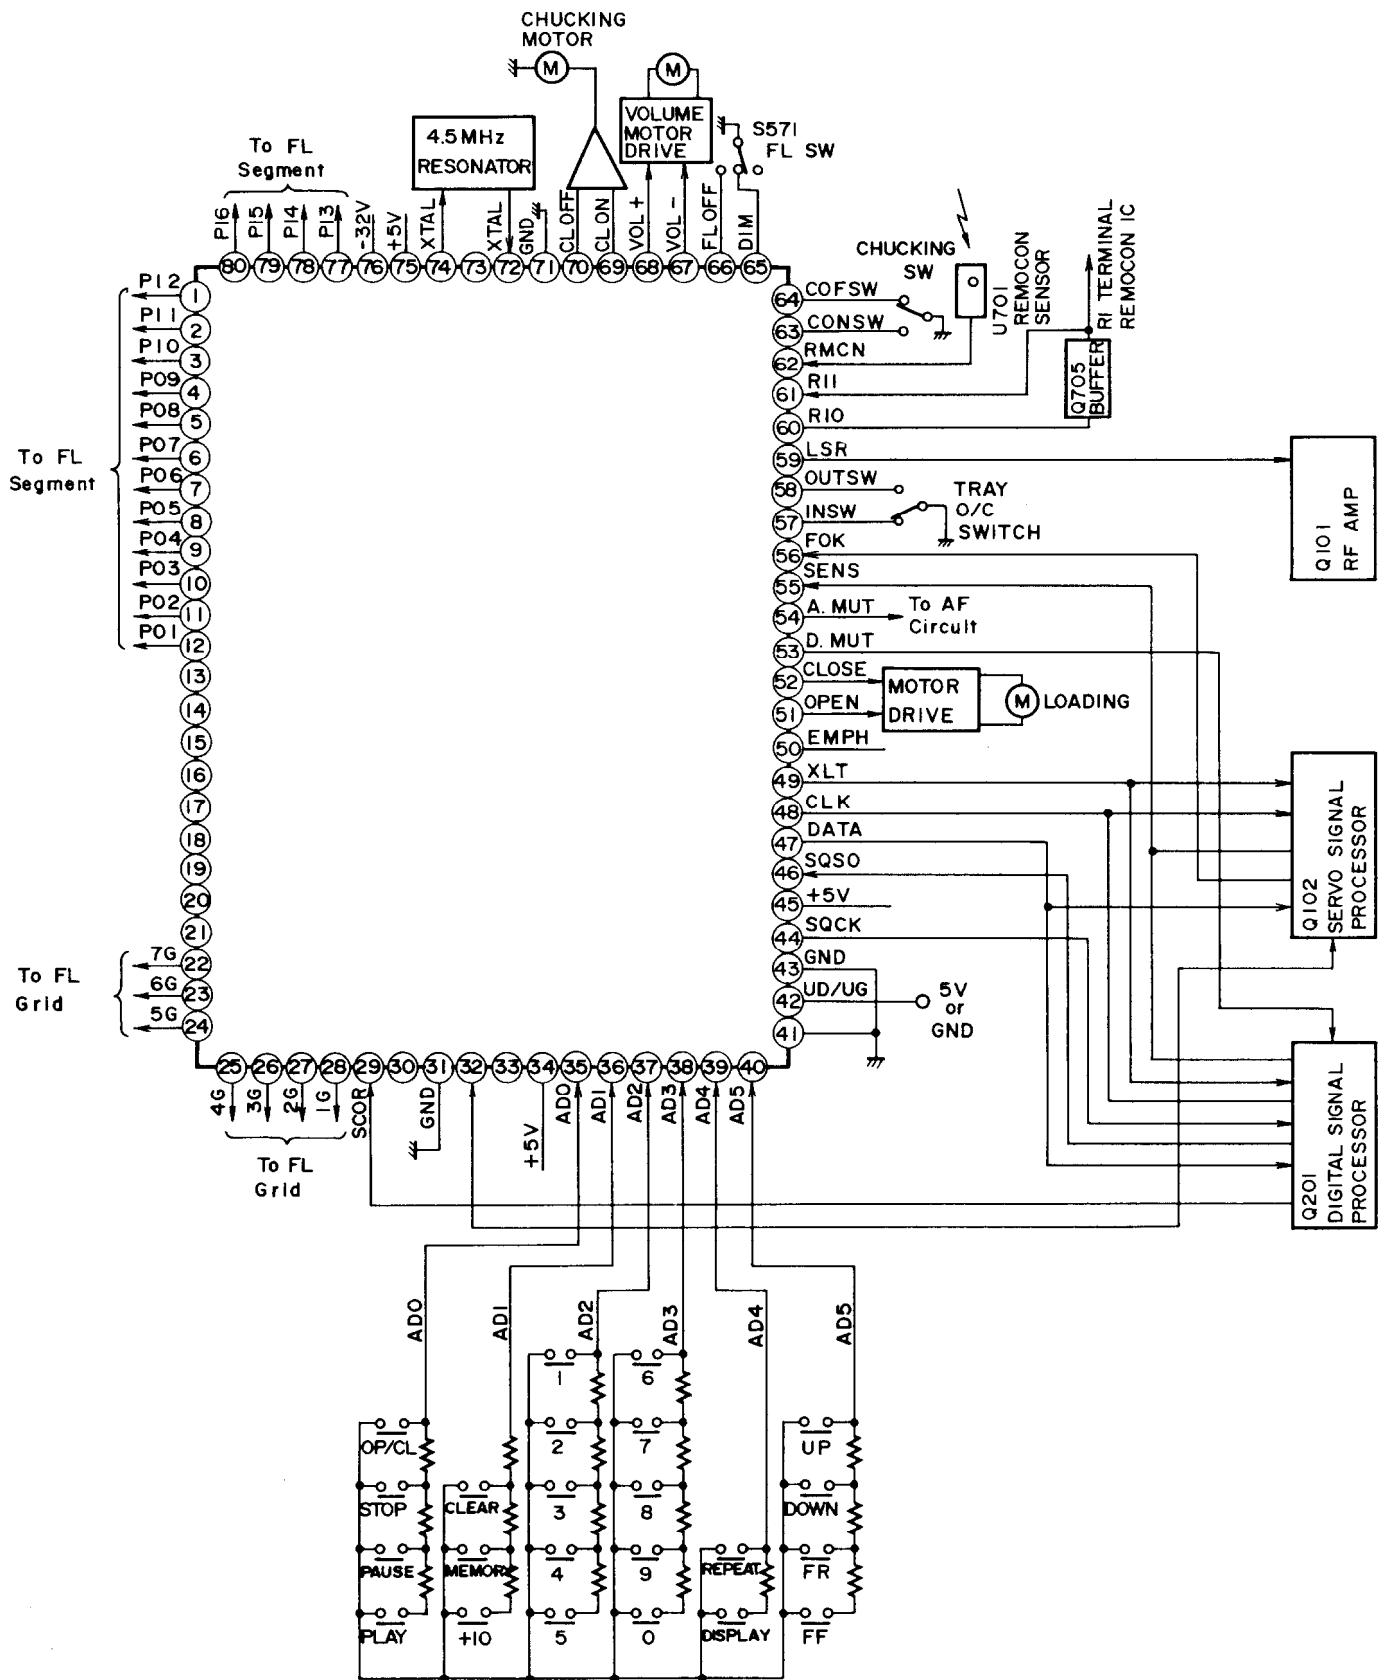 CHUCKING
MOTOR
M
M
VOLUME
MOTOR
DRIVE
S571
FL SW
4.5MHz
RESONATOR
To FL
Segment
P16
P15
P14
P13
-32V
+5V
XTAL
XTAL
GND
CLOFF
CLON
VOL+
VOL-
FLOFF
DIM
80
79
78
77
76
75
74
73
72
71
70
69
68
67
66
65
To FL
Segment
P12
1
P11
2
P10
3
P09
4
P08
5
P07
6
P06
7
P05
8
P04
9
P03
10
P02
11
P01
12
13
14
15
16
17
18
19
20
21
To FL
Grid
7G
22
6G
23
5G
24
64
COFSW
63
CONSW
62
RMCN
61
RI1
60
RIO
59
LSR
58
OUTSW
57
INSW
56
FOK
55
SENS
54
A.MUT
53
D.MUT
52
CLOSE
51
OPEN
50
EMPH
49
XLT
48
CLK
47
DATA
46
SQSO
45
+5V
44
SQCK
43
GND
42
UD/UG
41
CHUCKING
SW
U701
REMOCON
SENSOR
RI TERMINAL
REMOCON IC
Q705
BUFFER
TRAY
O/C
SWITCH
To AF
Circuit
MOTOR
DRIVE
M
LOADING
5V
or
GND
Q101
RF AMP
Q102
SERVO SIGNAL
PROCESSOR
Q201
DIGITAL SIGNAL
PROCESSOR
25
26
27
28
29
30
31
32
33
34
35
36
37
38
39
40
4G
3G
2G
1G
SCOR
GND
+5V
AD0
AD1
AD2
AD3
AD4
AD5
To FL
Grid
AD0
AD1
AD2
AD3
AD4
AD5
OP/CL
STOP
PAUSE
PLAY
CLEAR
MEMORY
+10
1
2
3
4
5
6
7
8
9
0
REPEAT
DISPLAY
UP
DOWN
FR
FF